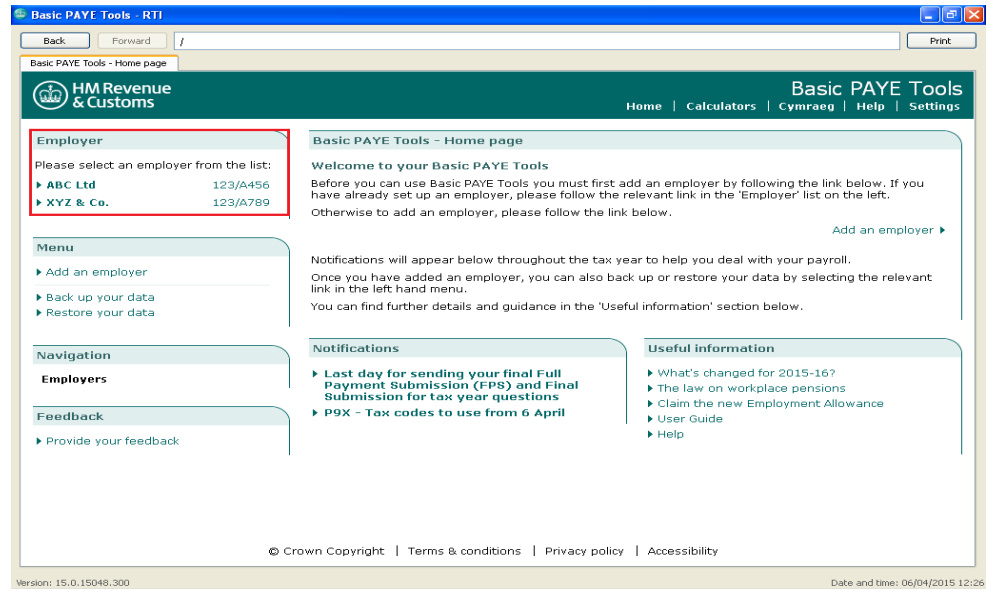 Basic PAYE Tools - RTI
Back Forward / Print
Basic PAYE Tools - Home page
HM Revenue
& Customs
Basic PAYE Tools
Home | Calculators | Cymraeg | Help | Settings
Employer
Please select an employer from the list:
ABC Ltd 123/A456
XYZ & Co. 123/A789
Menu
Add an employer
Back up your data
Restore your data
Navigation
Employers
Feedback
Provide your feedback
Basic PAYE Tools - Home page
Welcome to your Basic PAYE Tools
Before you can use Basic PAYE Tools you must first add an employer by following the link below. If you
have already set up an employer, please follow the relevant link in the 'Employer' list on the left.
Otherwise to add an employer, please follow the link below.
Add an employer
Notifications will appear below throughout the tax year to help you deal with your payroll.
Once you have added an employer, you can also back up or restore your data by selecting the relevant
link in the left hand menu.
You can find further details and guidance in the 'Useful information' section below.
Notifications
Last day for sending your final Full
Payment Submission (FPS) and Final
Submission for tax year questions
P9X - Tax codes to use from 6 April
Useful information
What's changed for 2015-16?
The law on workplace pensions
Claim the new Employment Allowance
User Guide
Help
© Crown Copyright | Terms & conditions | Privacy policy | Accessibility
Version: 15.0.15048.300
Date and time: 06/04/2015 12:26